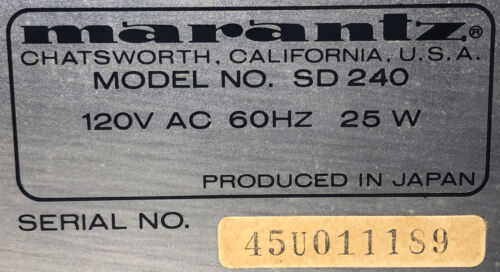 marantz®
CHATSWORTH, CALIFORNIA, U.S.A.
MODEL NO. SD 240
120V AC 60HZ 25 W
PRODUCED IN JAPAN
SERIAL NO. 45U011189